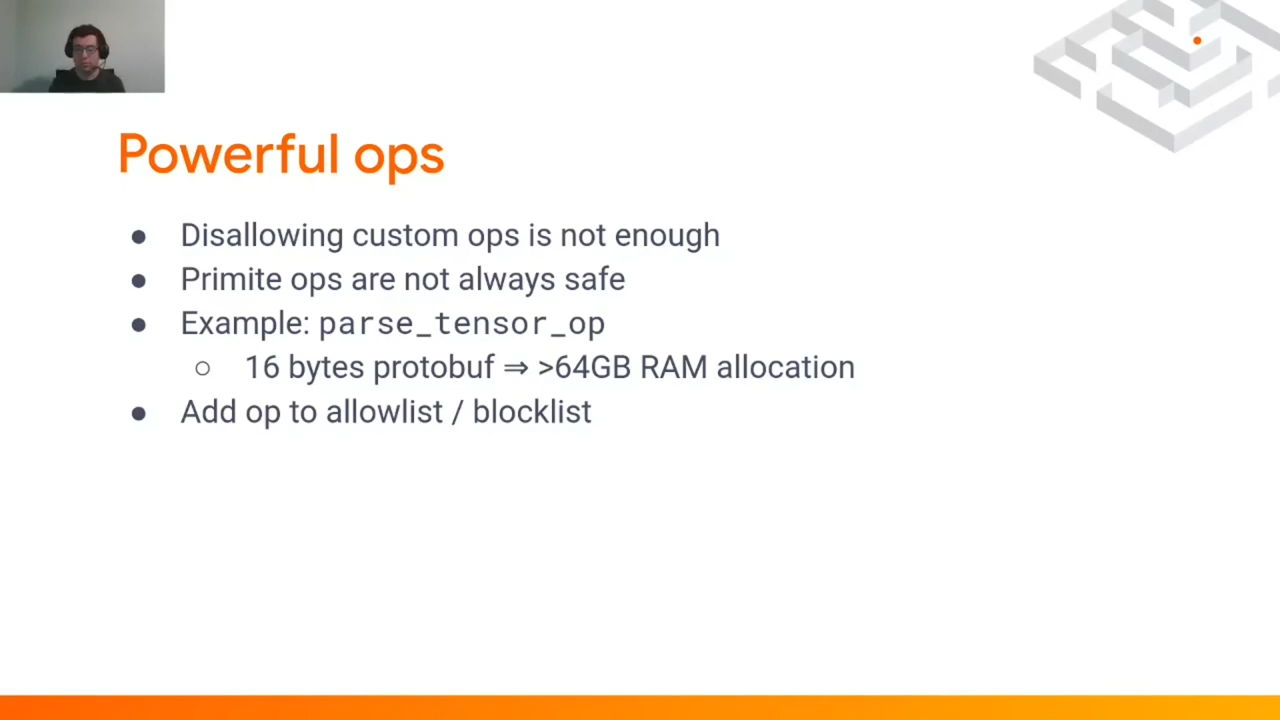 Powerful ops
● Disallowing custom ops is not enough
● Primite ops are not always safe
● Example: parse_tensor_op
○ 16 bytes protobuf ⇒ >64GB RAM allocation
● Add op to allowlist / blocklist